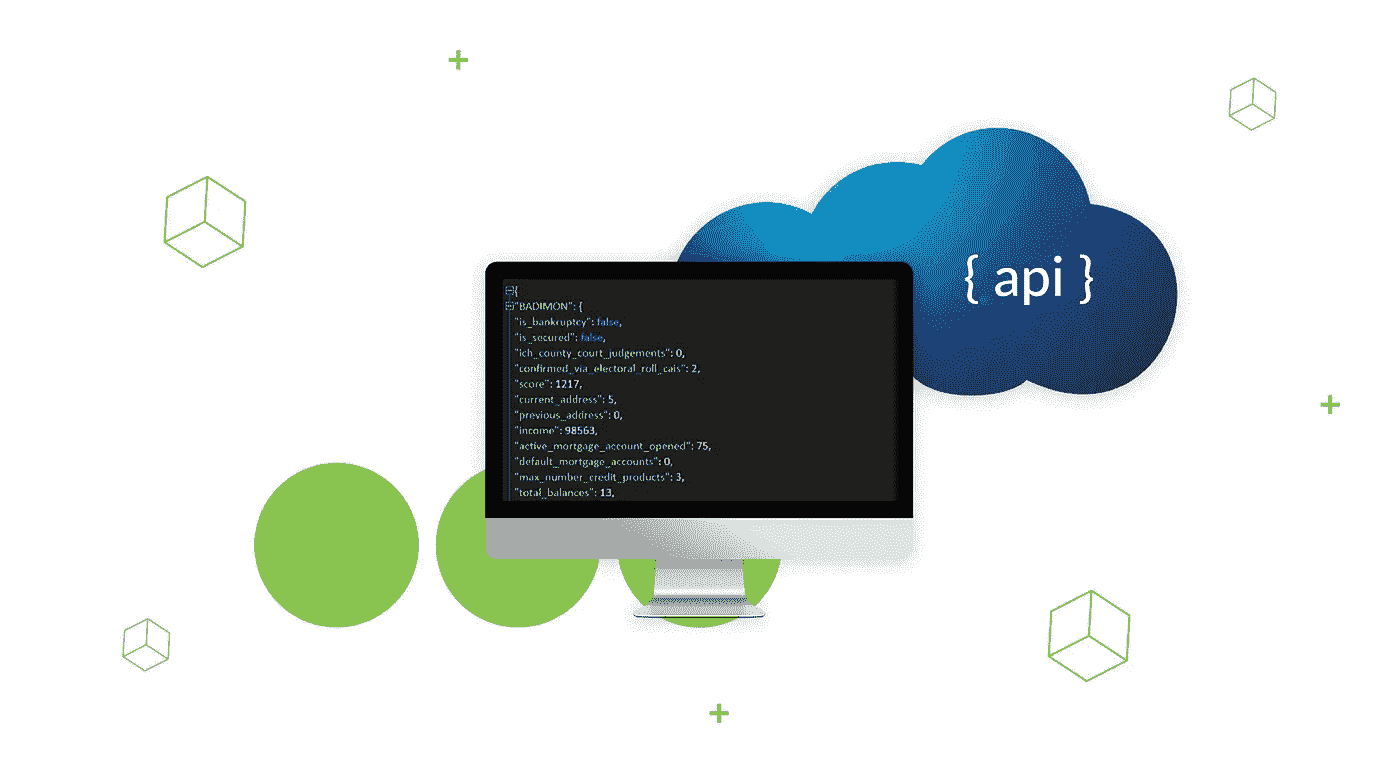 {
"BADIMON": {
"is_bankruptcy": false,
"is_secured": false,
"ich_county_court_judgements": 0,
"confirmed_via_electoral_roll_cais": 2,
"score": 1217,
"current_address": 5,
"previous_address": 0,
"income": 98563,
"active_mortgage_account_opened": 75,
"default_mortgage_accounts": 0,
"max_number_credit_products": 3,
"total_balances": 13,
{ api }